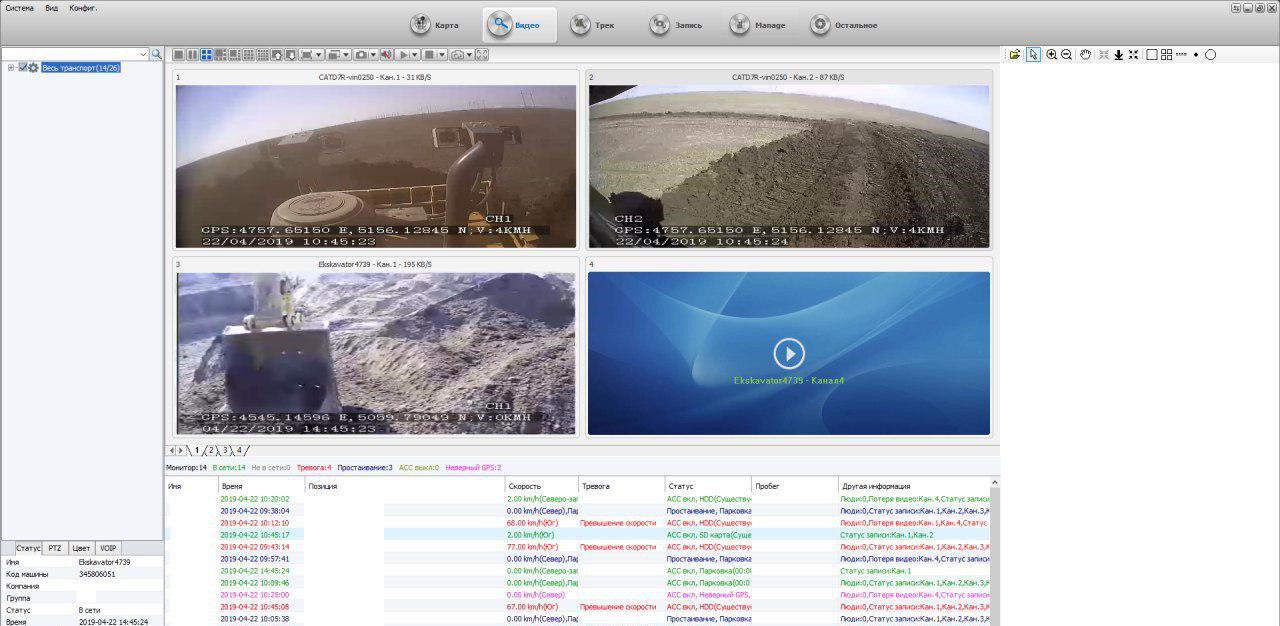 Система Вид Конфиг.
Карта Видео Трек Запись Manage Остальное
Весь транспорт(14/26)
1 CATD7R-vin0250 - Кан.1 - 31 KB/S
2 CATD7R-vin0250 - Кан.2 - 87 KB/S
CH1
GPS:4757.65150 E,5156.12845 N;V:4KMH
22/04/2019 10:45:23
CH2
GPS:4757.65150 E,5156.12845 N;V:4KMH
22/04/2019 10:45:24
3 Ekskavator4739 - Кан.1 - 195 KB/S
4
CH1
GPS:4545.14596 E,5059.79049 N;V:0KMH
04/22/2019 14:45:23
Ekskavator4739 - Канал4
1 2 3 4
Монитор:14 В сети:14 Не в сети:0 Тревога:4 Простаивание:3 ACC выкл:0 Неверный GPS:2
Имя Время Позиция Скорость Тревога Статус Пробег Другая информация
2019-04-22 10:20:02 2.00 km/h(Северо-за ACC вкл, HDD(Существу Люди:0,Потеря видео:Кан.4,Статус записи
2019-04-22 09:38:04 0.00 km/h(Север),Па Простаивание, Парковка Люди:0,Статус записи:Кан.1,Кан.2,Кан.3,К
2019-04-22 10:12:10 68.00 km/h(Юг) Превышение скорости ACC вкл, HDD(Существу Люди:0,Потеря видео:Кан.1,Кан.4,Статус
2019-04-22 10:45:17 2.00 km/h(Юг) ACC вкл, SD карта(Суще Статус записи:Кан.1,Кан.2
2019-04-22 09:43:14 77.00 km/h(Юг) Превышение скорости ACC вкл, HDD(Существу Люди:0,Статус записи:Кан.1,Кан.2,Кан.3,К
2019-04-22 09:57:41 0.00 km/h(Северо),Па Простаивание, Парковка Люди:0,Потеря видео:Кан.4,Статус записи
2019-04-22 14:45:24 0.00 km/h(Север),Пар ACC вкл, Парковка(00:00 Статус записи:Кан.1
2019-04-22 10:09:46 0.00 km/h(Север),Пар ACC вкл, Парковка(00:0 Люди:0,Статус записи:Кан.1,Кан.2,Кан.3,
2019-04-22 10:25:00 0.00 km/h(Север) ACC вкл, Неверный GPS, Люди:0,Потеря видео:Кан.4,Статус записи
2019-04-22 10:45:08 67.00 km/h(Юг) Превышение скорости ACC вкл, HDD(Существу Люди:0,Статус записи:Кан.1,Кан.2,Кан.3,К
2019-04-22 10:05:38 0.00 km/h(Север),Па Простаивание, Парковка Люди:0,Статус записи:Кан.1,Кан.2,Кан.3,К
Статус PTZ Цвет VOIP
Имя Ekskavator4739
Код машины 345806051
Компания
Группа
Статус В сети
Время 2019-04-22 14:45:24